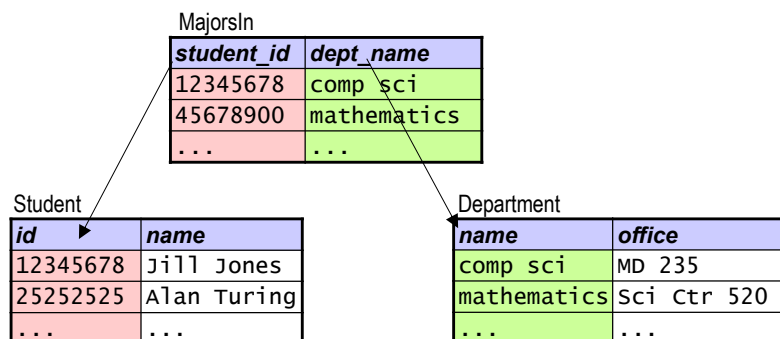 MajorsIn
student_id dept_name
12345678 comp sci
45678900 mathematics
... ...
Student
id name
12345678 Jill Jones
25252525 Alan Turing
... ...
Department
name office
comp sci MD 235
mathematics Sci Ctr 520
... ...